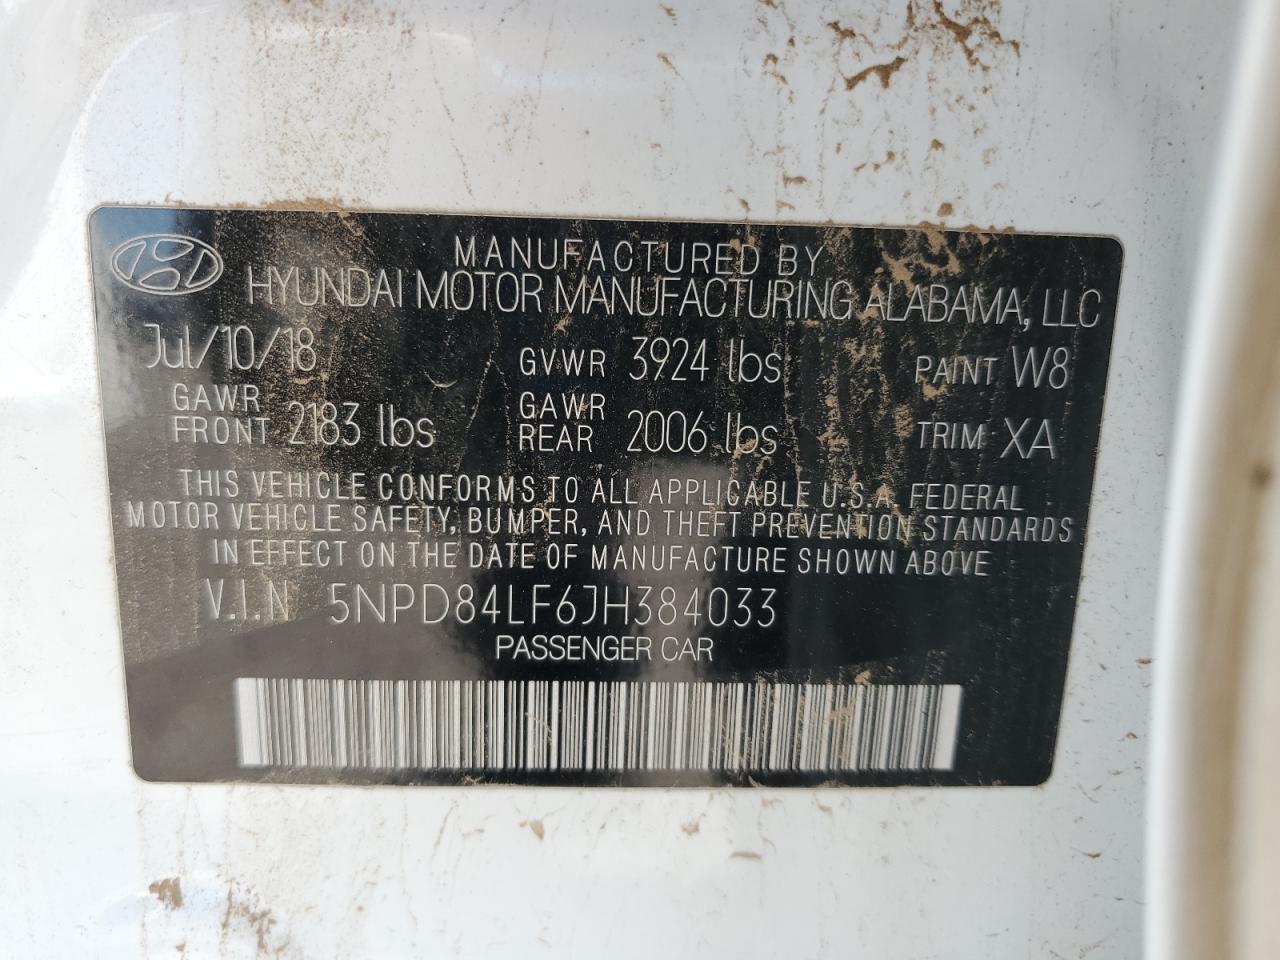 MANUFACTURED BY
HYUNDAI MOTOR MANUFACTURING ALABAMA, LLC
Jul/10/18 GVWR 3924 lbs PAINT W8
GAWR FRONT 2183 lbs GAWR REAR 2006 lbs TRIM XA
THIS VEHICLE CONFORMS TO ALL APPLICABLE U.S.A. FEDERAL
MOTOR VEHICLE SAFETY, BUMPER, AND THEFT PREVENTION STANDARDS
IN EFFECT ON THE DATE OF MANUFACTURE SHOWN ABOVE
V.I.N 5NPD84LF6JH384033
PASSENGER CAR